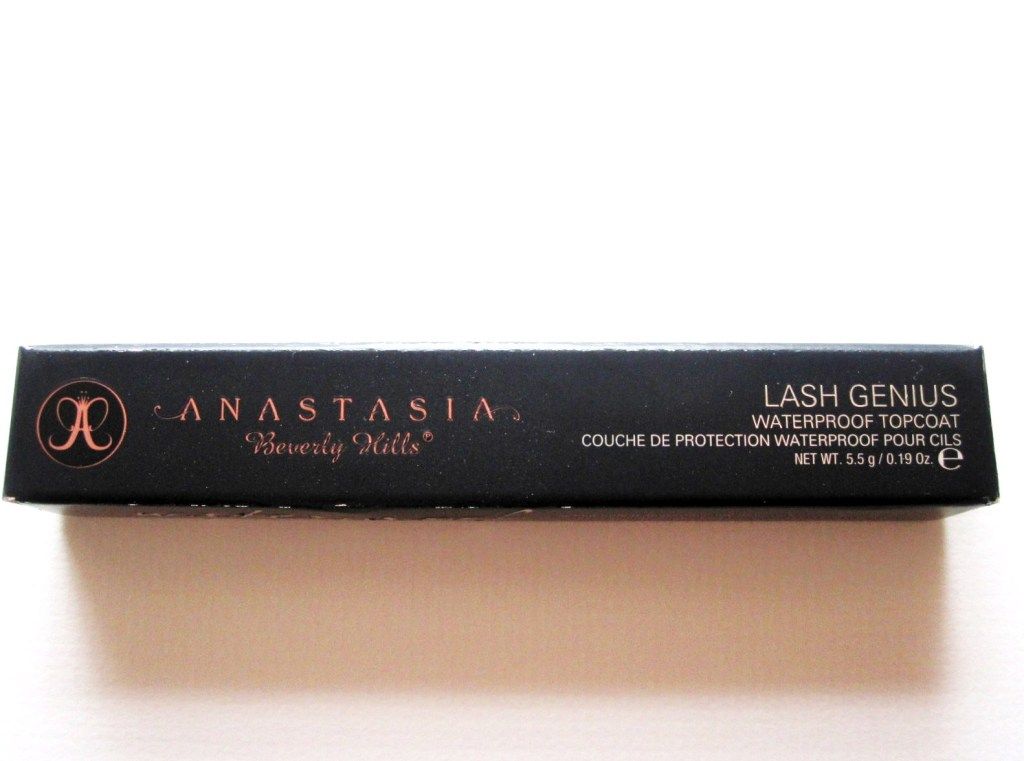 ANASTASIA
Beverly Hills®
LASH GENIUS
WATERPROOF TOPCOAT
COUCHE DE PROTECTION WATERPROOF POUR CILS
NET WT. 5.5 g / 0.19 Oz. ℮